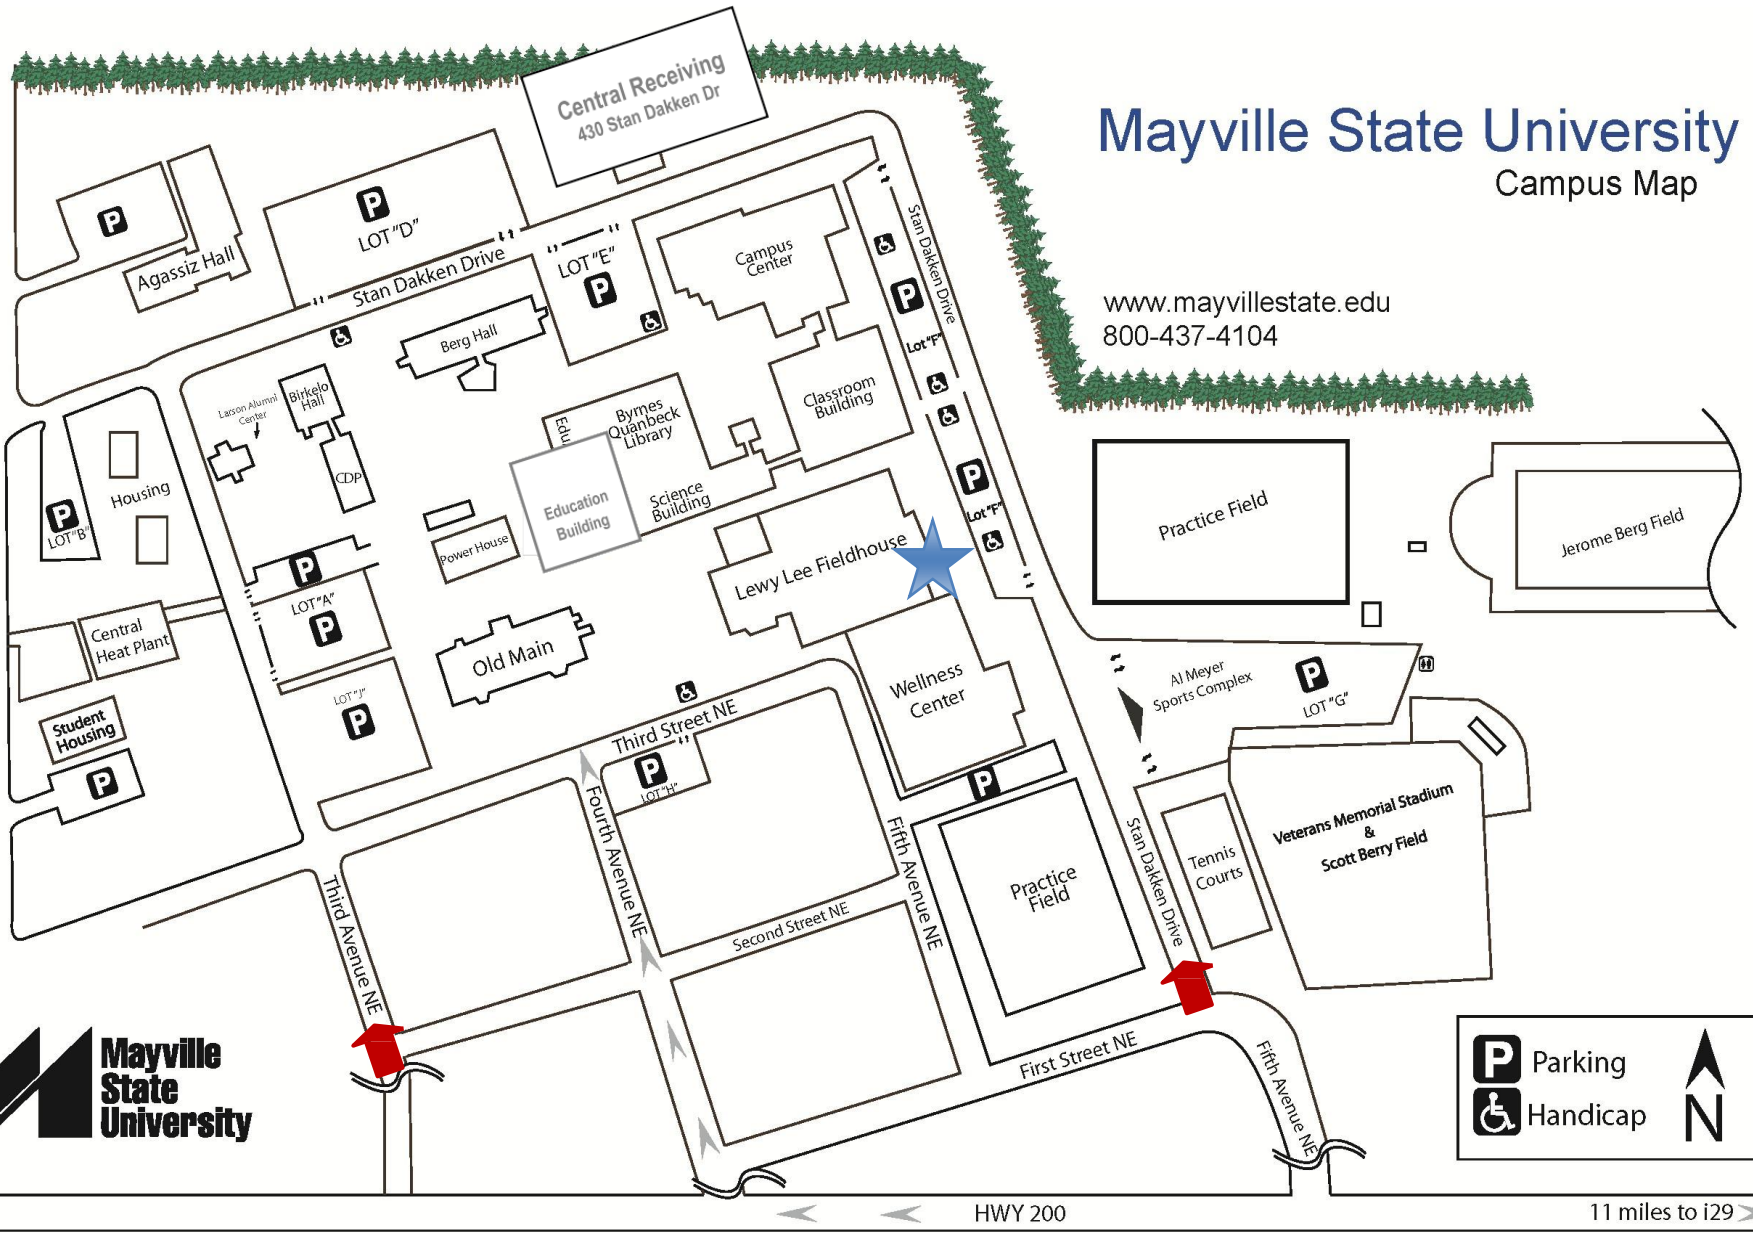 Central Receiving
430 Stan Dakken Dr
Mayville State University
Campus Map
www.mayvillestate.edu
800-437-4104
P
Agassiz Hall
P
LOT "D"
Stan Dakken Drive
LOT "E"
P
Campus
Center
Stan Dakken Drive
P
Lot "F"
Berg Hall
Birkelo
Hall
Larson Alumni
Center
CDP
Edu
Byrnes
Quanbeck
Library
Classroom
Building
Education
Building
Science
Building
P
Lot "F"
Housing
P
LOT "B"
Power House
Lewy Lee Fieldhouse
Practice Field
Jerome Berg Field
P
LOT "A"
P
Central
Heat Plant
Old Main
Wellness
Center
Al Meyer
Sports Complex
P
LOT "G"
LOT "J"
P
Student
Housing
P
Third Street NE
P
LOT "H"
P
Fourth Avenue NE
Fifth Avenue NE
Practice
Field
Stan Dakken Drive
Tennis
Courts
Veterans Memorial Stadium
&
Scott Berry Field
Third Avenue NE
Second Street NE
First Street NE
Fifth Avenue NE
Mayville
State
University
P Parking
Handicap
N
HWY 200
11 miles to i29